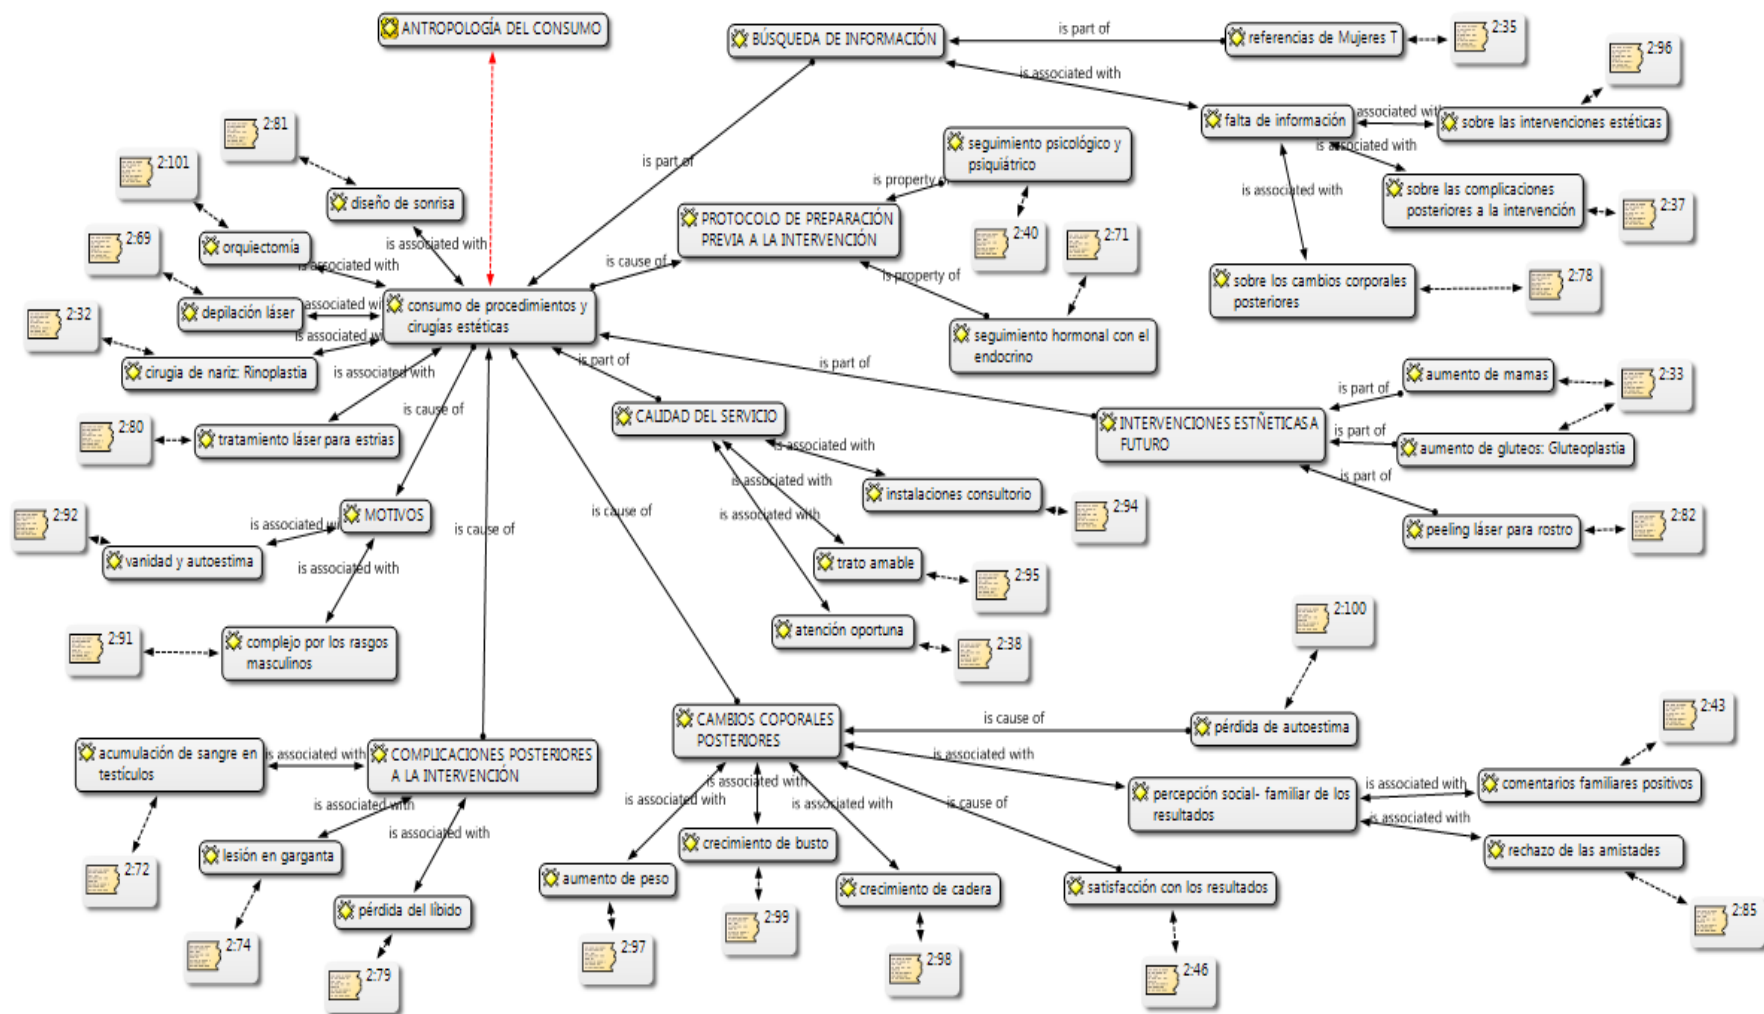 ANTROPOLOGÍA DEL CONSUMO
BÚSQUEDA DE INFORMACIÓN
is part of
referencias de Mujeres T
2:35
2:96
is associated with
2:81
falta de información
associated with
sobre las intervenciones estéticas
2:101
seguimiento psicológico y
psiquiátrico
is associated with
is part of
diseño de sonrisa
is property of
is associated with
sobre las complicaciones
posteriores a la intervención
2:37
2:69
orquiectomía
is associated with
PROTOCOLO DE PREPARACIÓN
PREVIA A LA INTERVENCIÓN
2:40
2:71
is associated with
is cause of
is property of
sobre los cambios corporales
posteriores
2:78
2:32
depilación láser
associated wi
consumo de procedimientos y
cirugías estéticas
is associated w
seguimiento hormonal con el
endocrino
cirugia de nariz: Rinoplastia
is associated with
is part of
is part of
aumento de mamas
2:33
is part of
is cause of
CALIDAD DEL SERVICIO
INTERVENCIONES ESTÑETICAS A
FUTURO
is part of
aumento de gluteos: Gluteoplastia
2:80
tratamiento láser para estrias
is associated with
is part of
is associated with
instalaciones consultorio
2:94
2:92
MOTIVOS
is associated wi
is cause of
is cause of
is associated with
peeling láser para rostro
2:82
vanidad y autoestima
is associated with
trato amable
2:95
2:91
complejo por los rasgos
masculinos
atención oportuna
2:38
2:100
CAMBIOS COPORALES
POSTERIORES
is cause of
pérdida de autoestima
2:43
acumulación de sangre en
testículos
is associated with
COMPLICACIONES POSTERIORES
A LA INTERVENCIÓN
is associated with
is associated with
percepción social- familiar de los
resultados
is associated with
comentarios familiares positivos
is associated with
is associated with
is associated with
is associated with
is cause of
is associated with
2:72
lesión en garganta
crecimiento de busto
rechazo de las amistades
aumento de peso
crecimiento de cadera
satisfacción con los resultados
pérdida del líbido
2:99
2:85
2:74
2:79
2:97
2:98
2:46